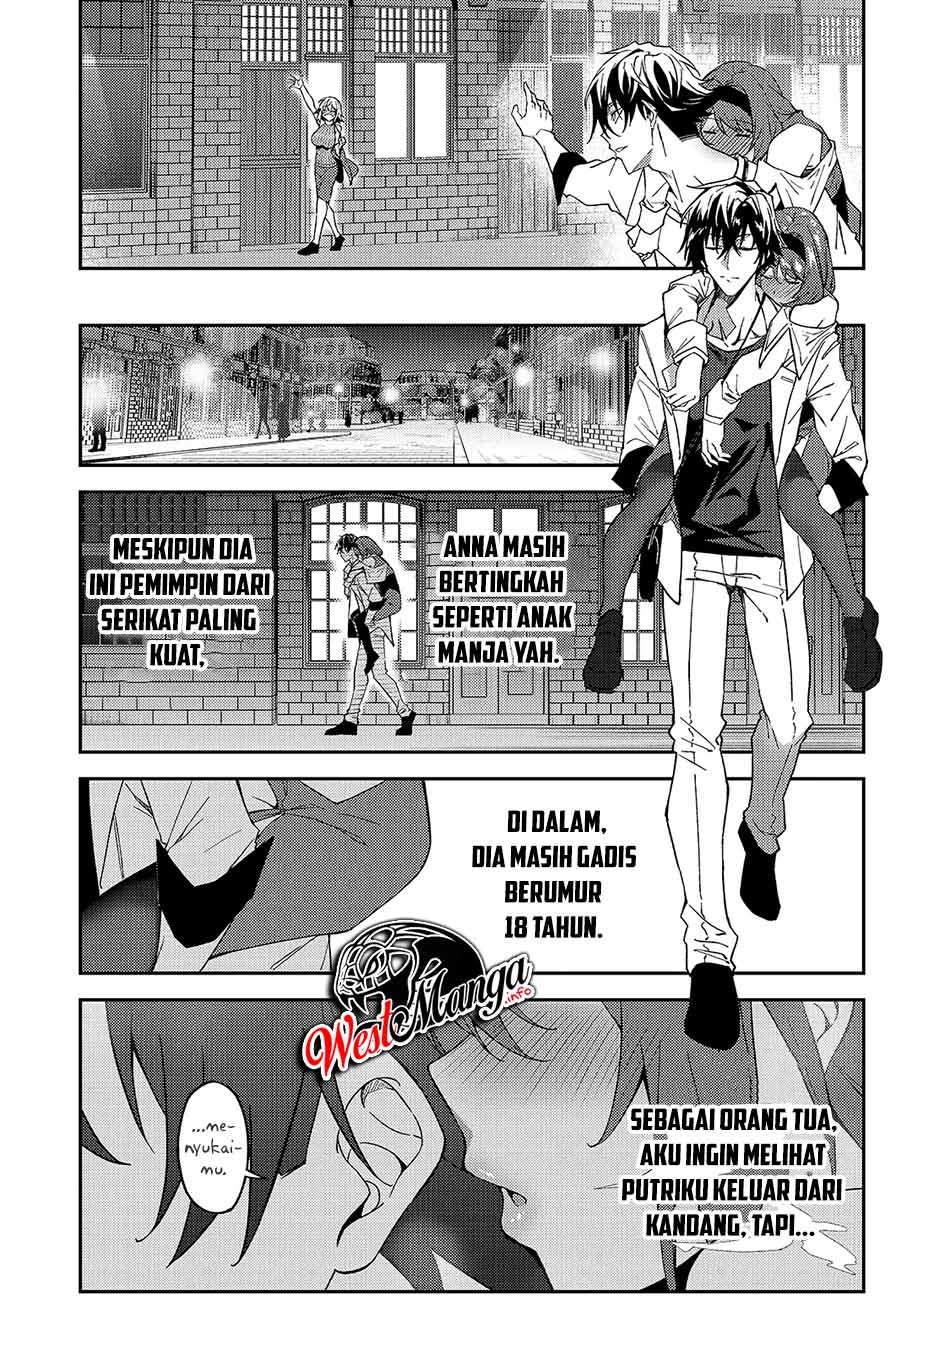 ANNA MASIH
BERTINGKAH
SEPERTI ANAK
MANJA YAH.
MESKIPUN DIA
INI PEMIMPIN DARI
SERIKAT PALING
KUAT,
DI DALAM,
DIA MASIH GADIS
BERUMUR
18 TAHUN.
WestManga
.info
SEBAGAI ORANG TUA,
AKU INGIN MELIHAT
PUTRIKU KELUAR DARI
KANDANG, TAPI...
...me-
nyukai-
mu.